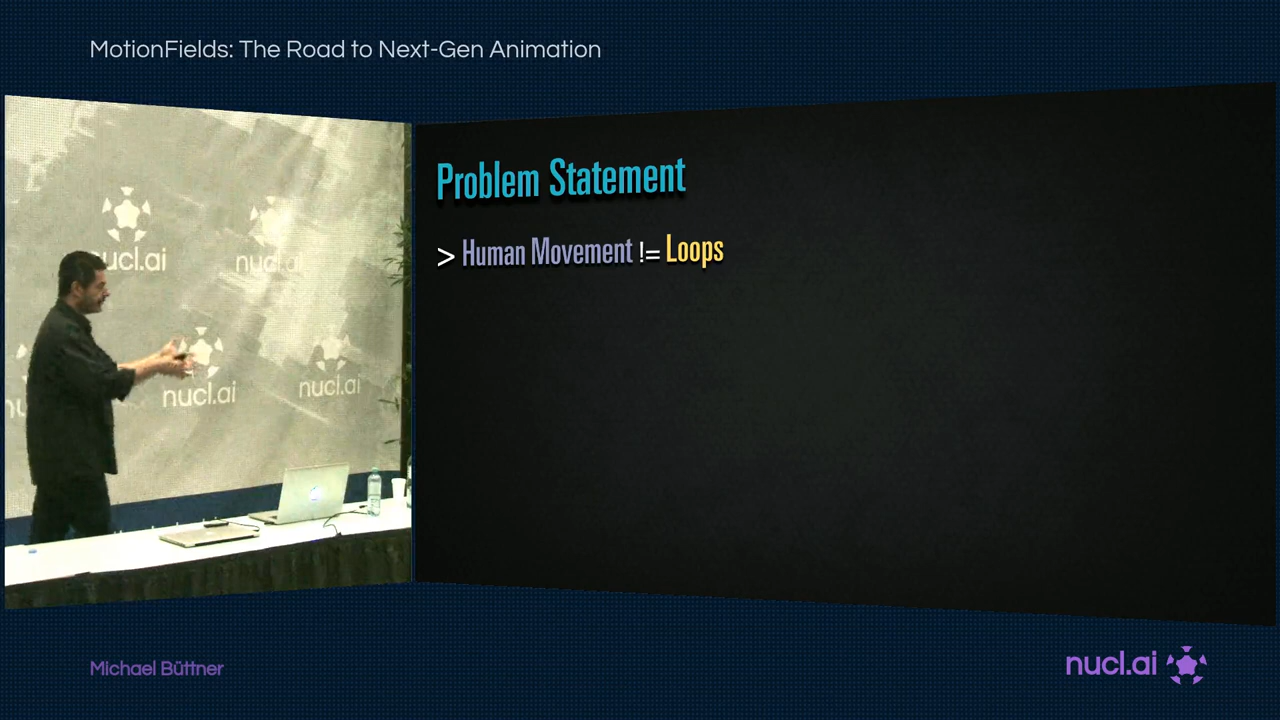 MotionFields: The Road to Next-Gen Animation
Problem Statement
> Human Movement != Loops
nucl.ai
nucl.ai
nucl.ai
nucl.ai
Michael Büttner
nucl.ai